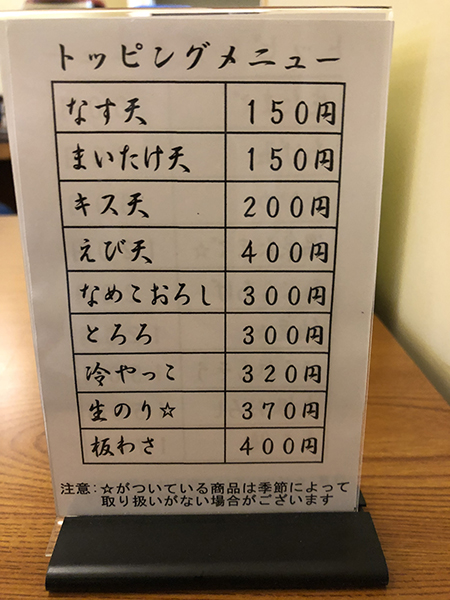 トッピングメニュー
なす天 150円
まいたけ天 150円
キス天 200円
えび天 400円
なめこおろし 300円
とろろ 300円
冷やっこ 320円
生のり☆ 370円
板わさ 400円
注意:☆がついている商品は季節によって
取り扱いがない場合がございます